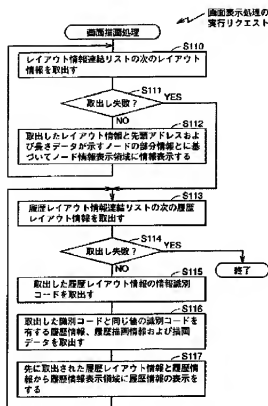 画面表示処理の
実行リクエスト
画面描画処理
S110
レイアウト情報連結リストの次のレイアウト
情報を取出す
S111
取出し失敗?
YES
NO
S112
取出したレイアウト情報と先頭アドレスおよ
び長さデータが示すノードの部分情報とに基
づいてノード情報表示領域に情報表示する
S113
履歴レイアウト情報連結リストの次の履歴
レイアウト情報を取出す
S114
取出し失敗?
YES
NO
終了
S115
取出した履歴レイアウト情報の情報識別
コードを取出す
S116
取出した識別コードと同じ値の識別コードを
有する履歴情報、履歴描画情報および描画
データを取出す
S117
先に取出された履歴レイアウト情報と履歴情
報から履歴情報表示領域に履歴情報の表示を
する